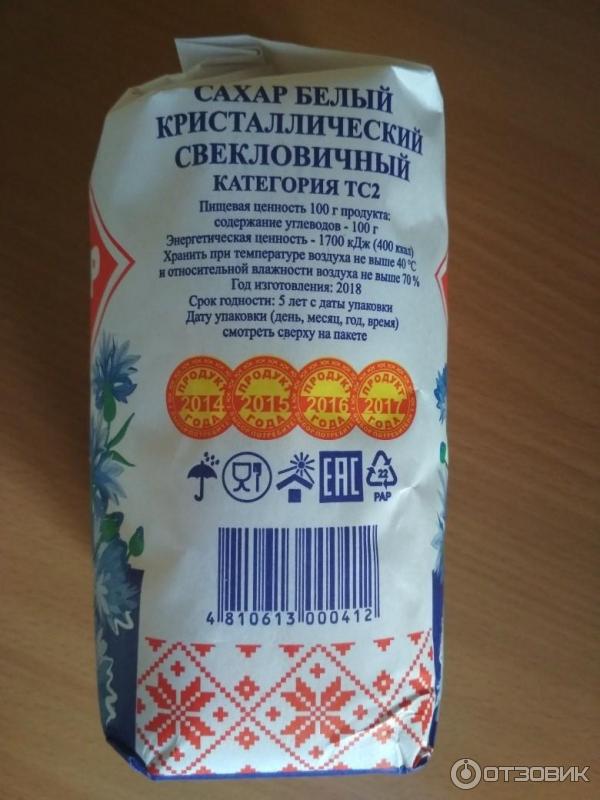 САХАР БЕЛЫЙ
КРИСТАЛЛИЧЕСКИЙ
СВЕКЛОВИЧНЫЙ
КАТЕГОРИЯ ТС2
Пищевая ценность 100 г продукта:
содержание углеводов - 100 г
Энергетическая ценность - 1700 кДж (400 ккал)
Хранить при температуре воздуха не выше 40 °С
и относительной влажности воздуха не выше 70 %
Год изготовления: 2018
Срок годности: 5 лет с даты упаковки
Дату упаковки (день, месяц, год, время)
смотреть сверху на пакете
ПРОДУКТ 2014 ГОДА
ПРОДУКТ 2015 ГОДА
ПРОДУКТ 2016 ГОДА
ПРОДУКТ 2017 ГОДА
EAC
22
PAP
4 810613 000412
Р
ОТЗОВИК